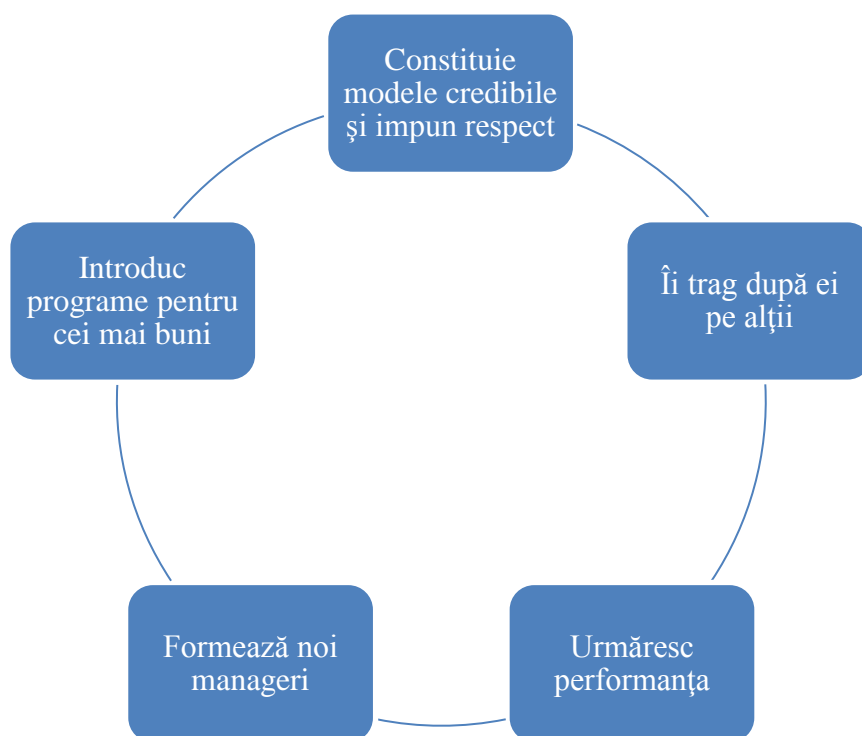 Constituie
modele credibile
şi impun respect
Îi trag după ei
pe alţii
Urmăresc
performanţa
Formează noi
manageri
Introduc
programe pentru
cei mai buni